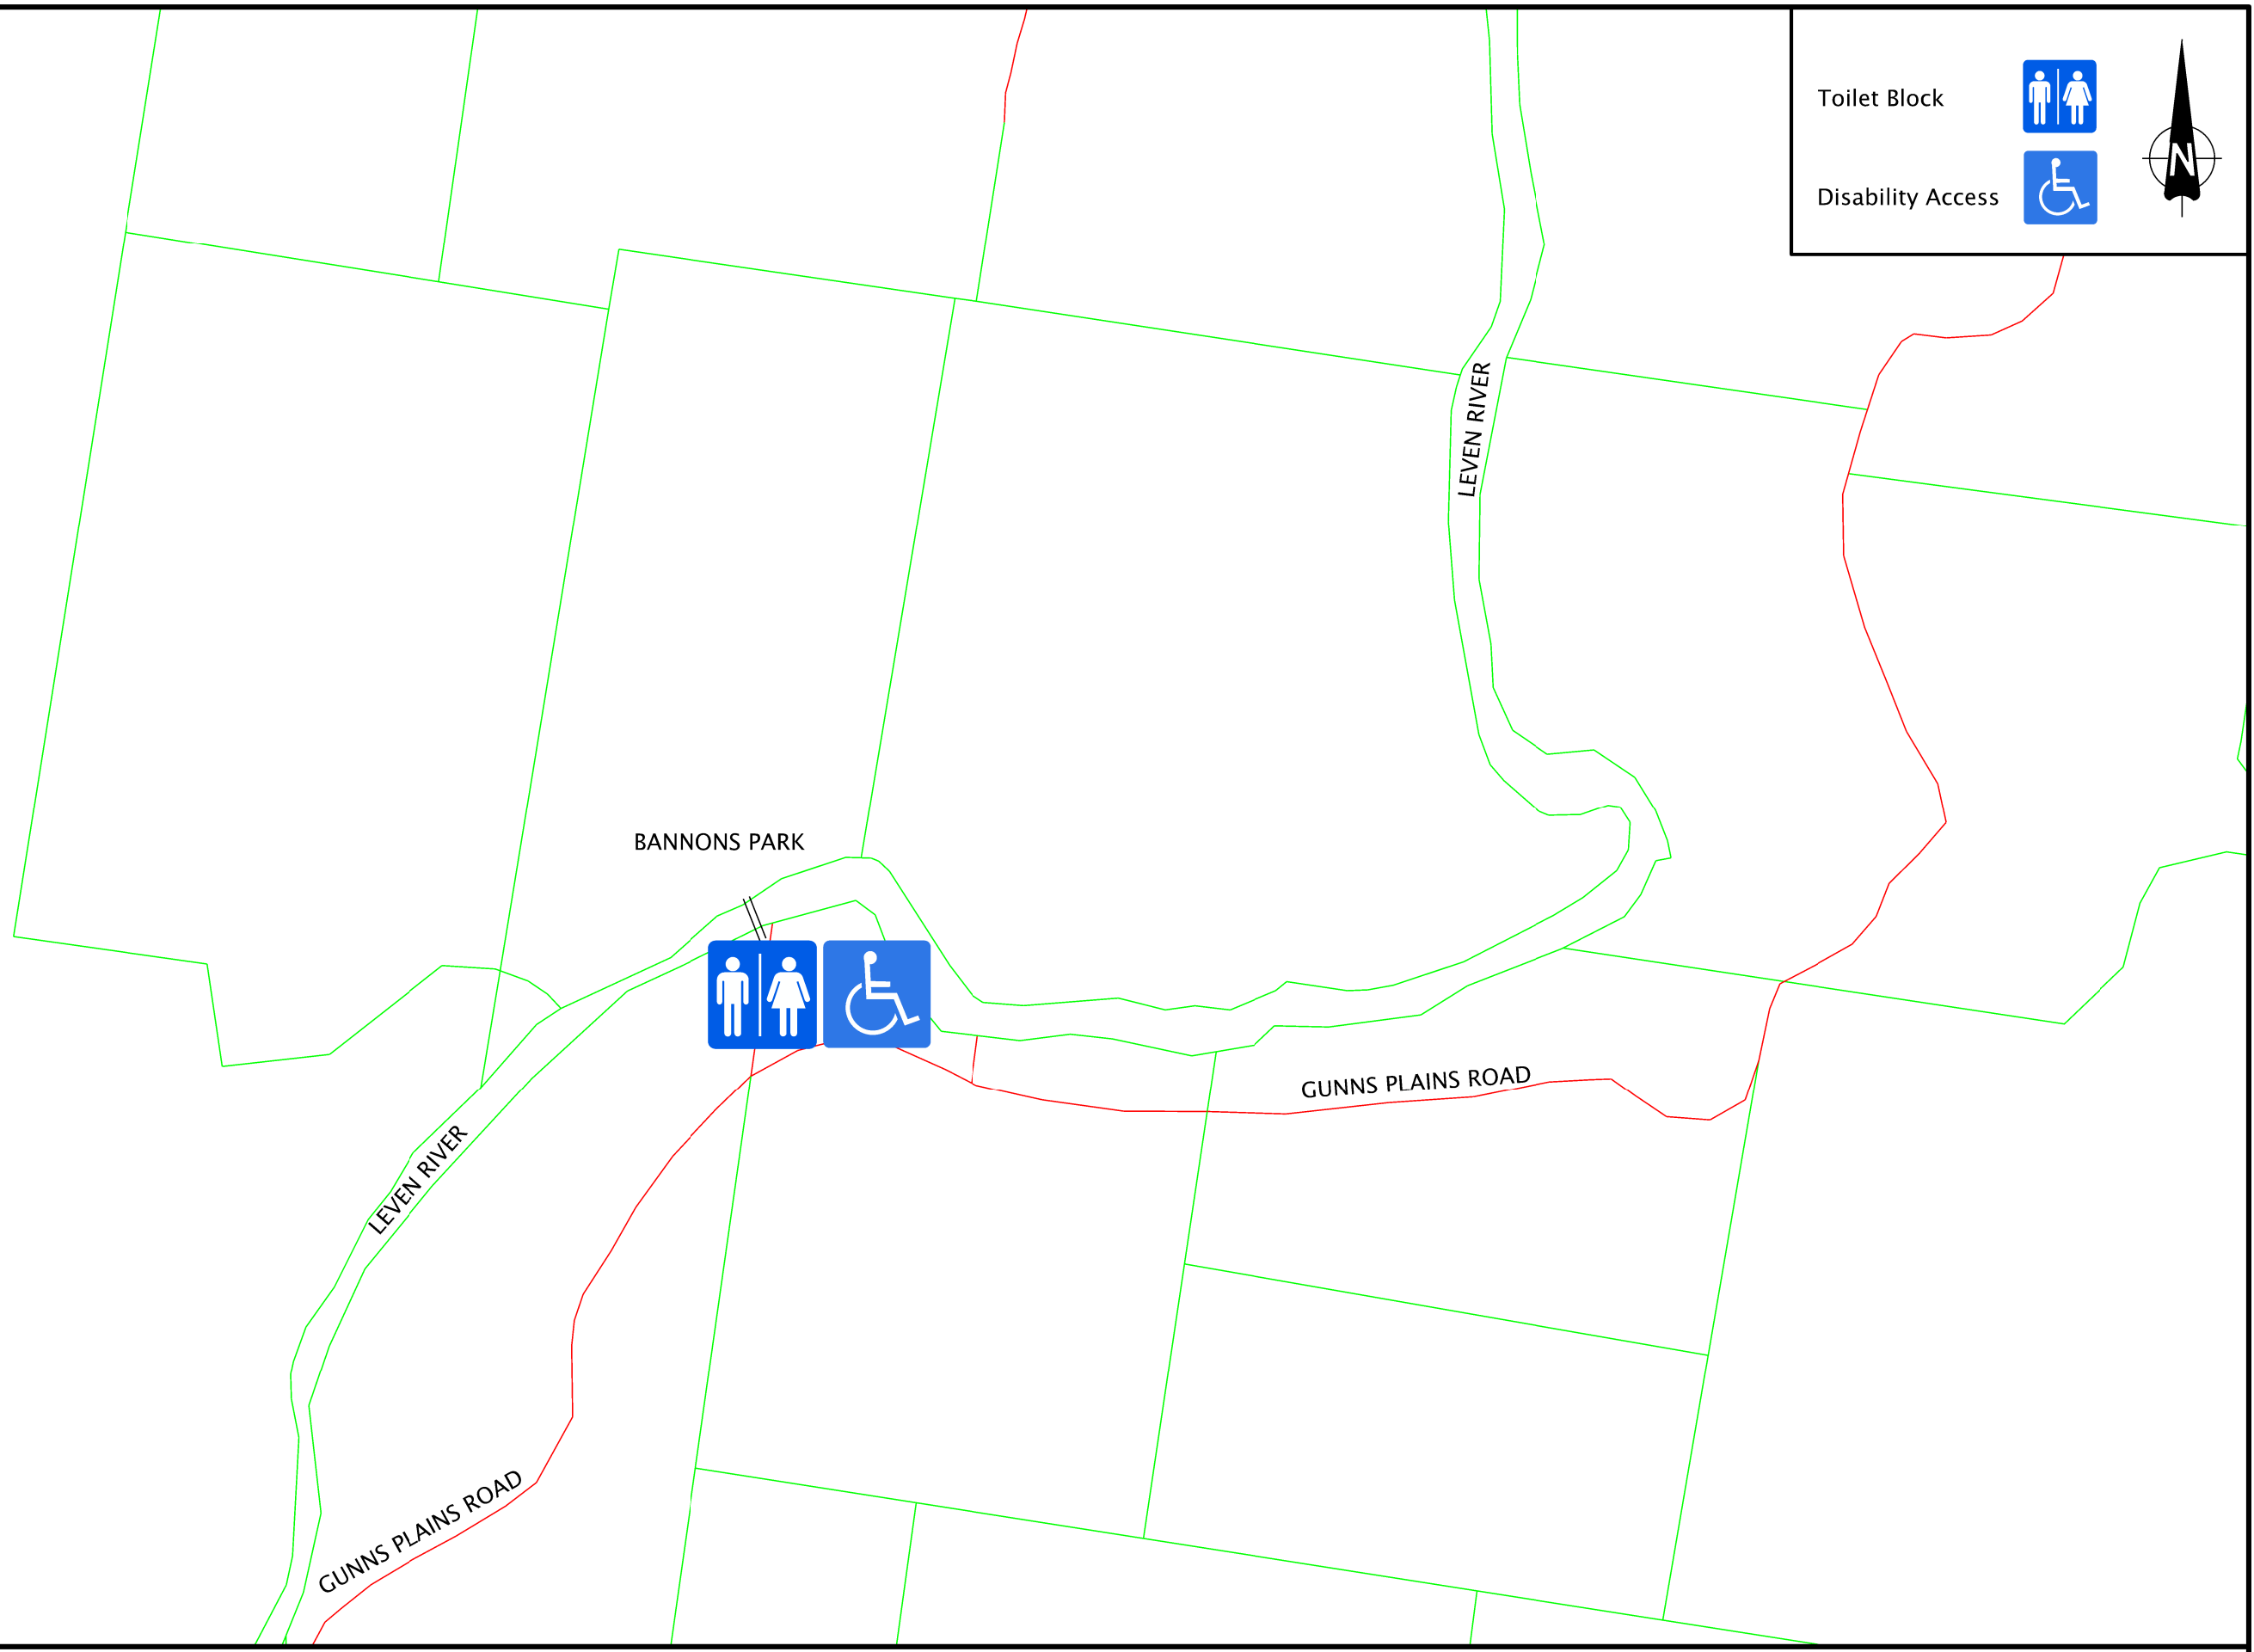 Toilet Block
N
Disability Access
LEVEN RIVER
BANNONS PARK
GUNNS PLAINS ROAD
LEVEN RIVER
GUNNS PLAINS ROAD